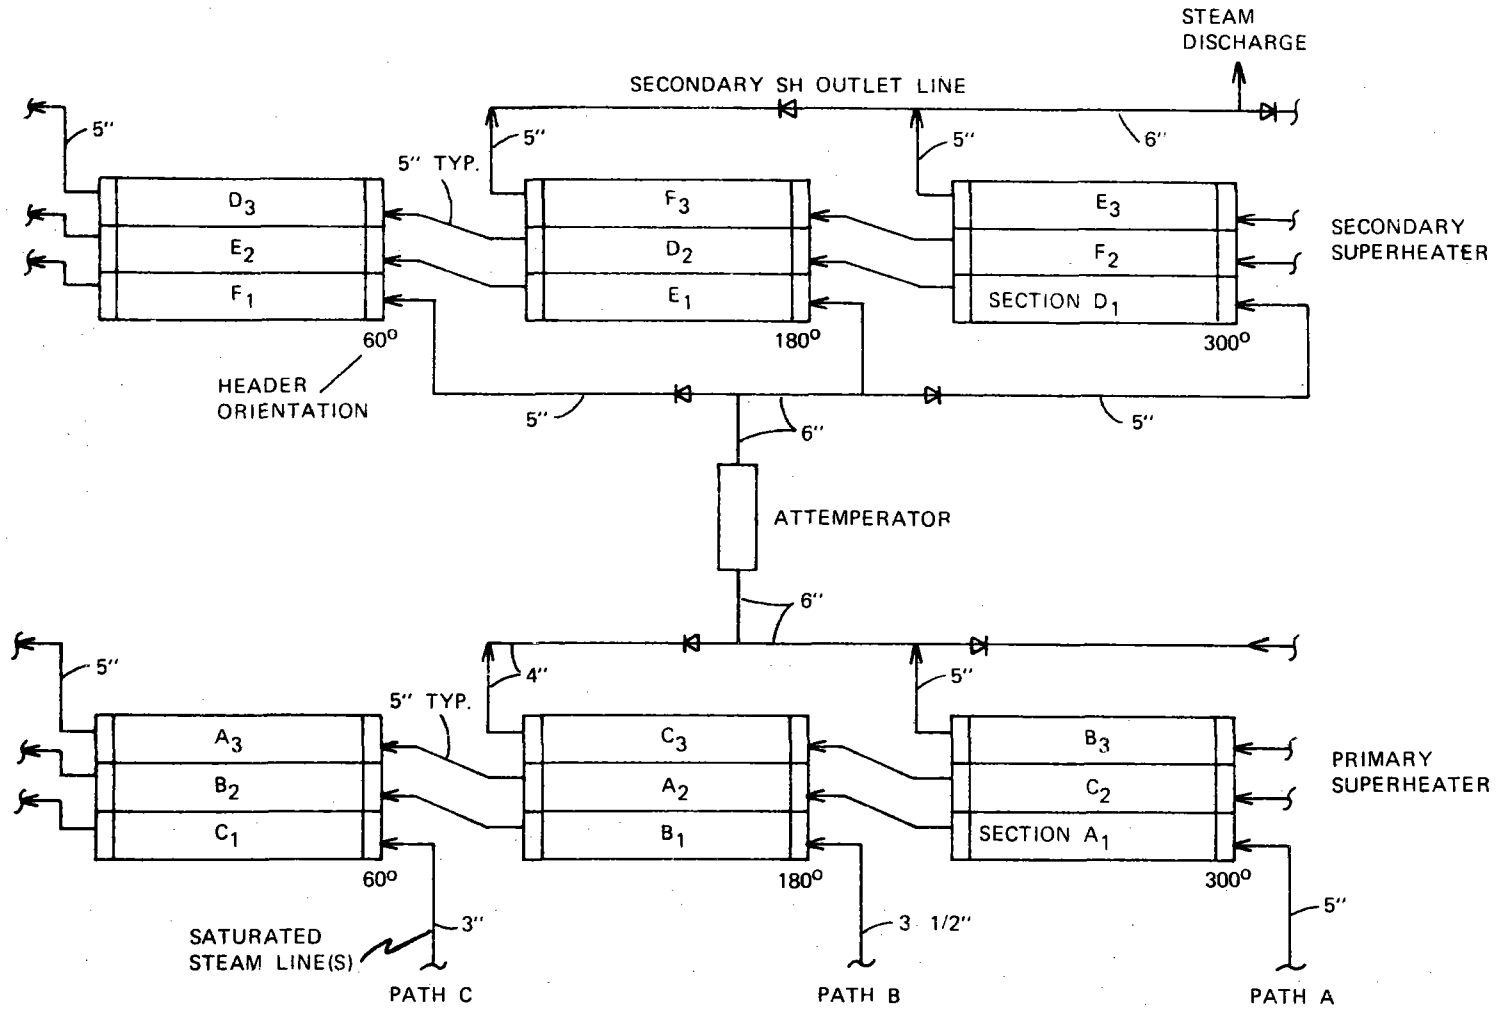 STEAM
DISCHARGE
SECONDARY SH OUTLET LINE
5"
5"
5"
6"
5" TYP.
D3
F3
E3
E2
D2
F2
F1
E1
SECTION D1
SECONDARY
SUPERHEATER
60°
180°
300°
HEADER
ORIENTATION
5"
6"
5"
ATTEMPERATOR
6"
5"
4"
5"
5" TYP.
A3
C3
B3
B2
A2
C2
C1
B1
SECTION A1
PRIMARY
SUPERHEATER
60°
180°
300°
SATURATED
STEAM LINE(S)
3"
3 1/2"
5"
PATH C
PATH B
PATH A